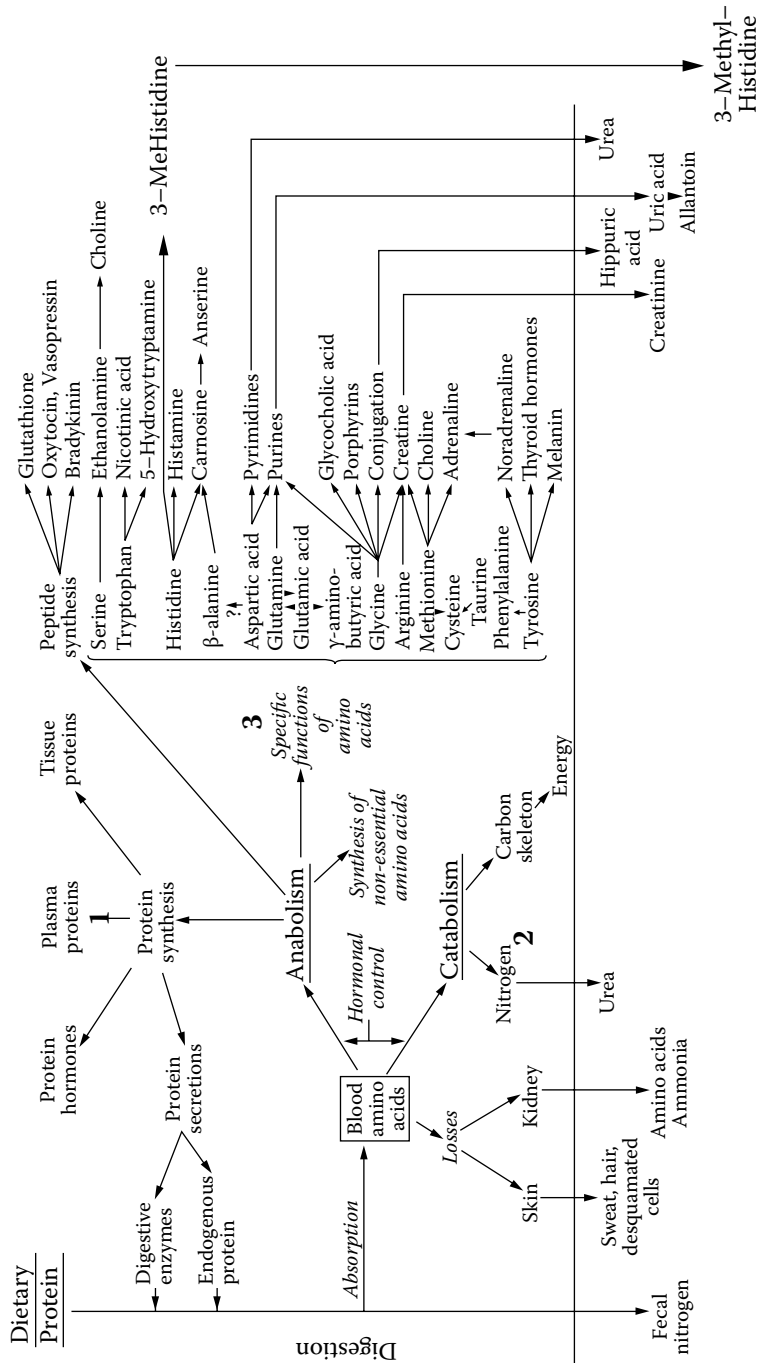 Dietary
Protein
Digestion
Digestive
enzymes
Endogenous
protein
Absorption
Fecal
nitrogen
Protein
hormones
Plasma
proteins
Tissue
proteins
1
Protein
synthesis
Protein
secretions
Blood
amino
acids
Hormonal
control
Losses
Skin
Kidney
Sweat, hair,
desquamated
cells
Amino acids
Ammonia
Anabolism
Synthesis of
non-essential
amino acids
3
Specific
functions
of
amino
acids
Catabolism
Nitrogen
2
Urea
Carbon
skeleton
Energy
Peptide
synthesis
Glutathione
Oxytocin, Vasopressin
Bradykinin
Serine
Ethanolamine
Choline
Tryptophan
Nicotinic acid
5–Hydroxytryptamine
3–MeHistidine
Histidine
Histamine
Carnosine
Anserine
β-alanine
?
Aspartic acid
Pyrimidines
Glutamine
Purines
Glutamic acid
γ-amino-
butyric acid
Glycocholic acid
Porphyrins
Glycine
Conjugation
Arginine
Creatine
Methionine
Choline
Cysteine
Adrenaline
Taurine
Phenylalanine
Noradrenaline
Tyrosine
Thyroid hormones
Melanin
Creatinine
Hippuric
acid
Uric acid
Allantoin
Urea
3–Methyl–
Histidine